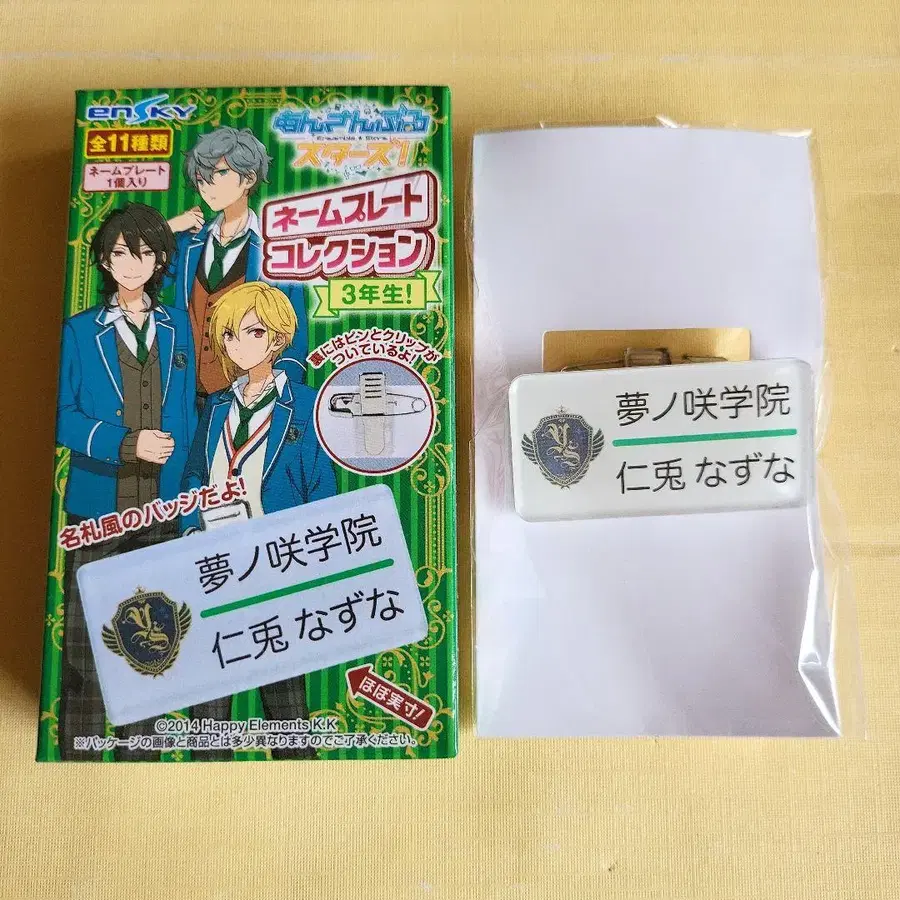 enSKY
全11種類
ネームプレート
1個入り
あんさんぶる
Ensemble Stars
スターズ!
ネームプレート
コレクション
3年生!
裏にはピンとクリップが
ついているよ!
名札風のバッジだよ!
夢ノ咲学院
仁兎 なずな
YS
ほぼ実寸!
©2014 Happy Elements K.K
※パッケージの画像と商品とは多少異なりますのでご了承ください。
夢ノ咲学院
仁兎 なずな
YS